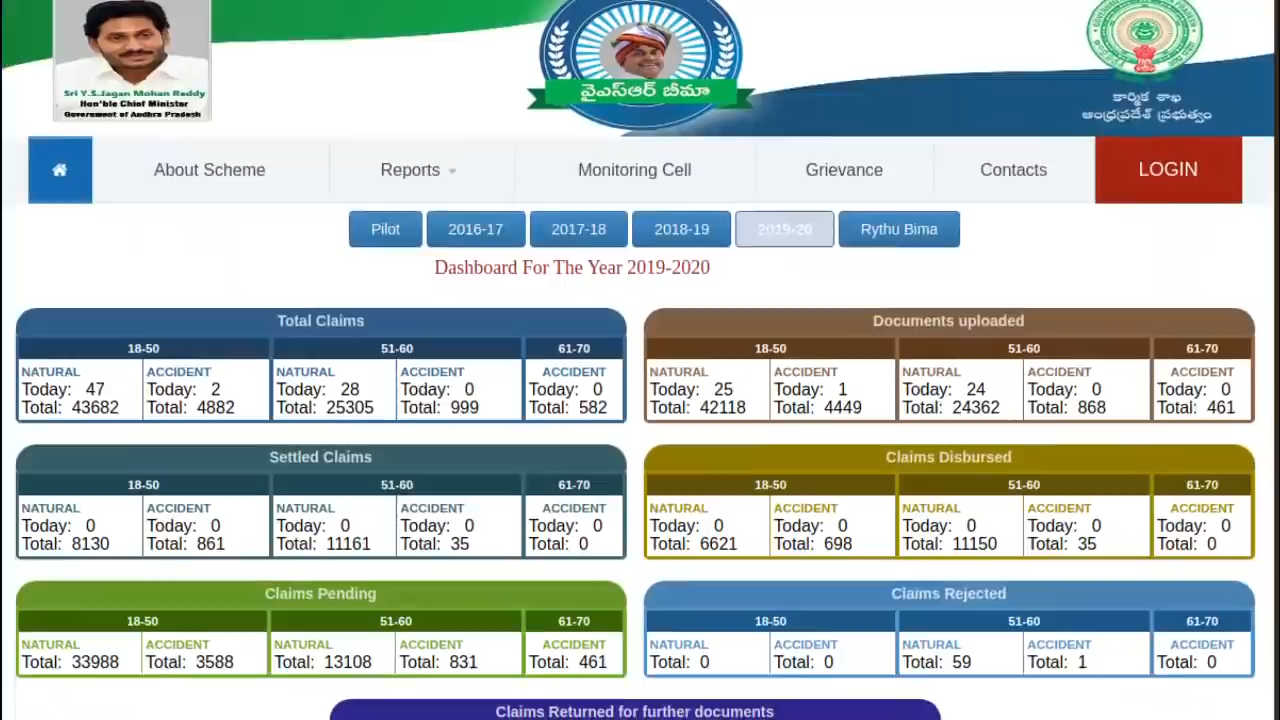 Sri Y.S.Jagan Mohan Reddy
Hon'ble Chief Minister
Government of Andhra Pradesh
వైఎస్ఆర్ బీమా
కార్మిక శాఖ
ఆంధ్రప్రదేశ్ ప్రభుత్వం
About Scheme Reports Monitoring Cell Grievance Contacts LOGIN
Pilot 2016-17 2017-18 2018-19 2019-20 Rythu Bima
Dashboard For The Year 2019-2020
Total Claims
18-50 51-60 61-70
NATURAL ACCIDENT NATURAL ACCIDENT ACCIDENT
Today: 47 Today: 2 Today: 28 Today: 0 Today: 0
Total: 43682 Total: 4882 Total: 25305 Total: 999 Total: 582
Documents uploaded
18-50 51-60 61-70
NATURAL ACCIDENT NATURAL ACCIDENT ACCIDENT
Today: 25 Today: 1 Today: 24 Today: 0 Today: 0
Total: 42118 Total: 4449 Total: 24362 Total: 868 Total: 461
Settled Claims
18-50 51-60 61-70
NATURAL ACCIDENT NATURAL ACCIDENT ACCIDENT
Today: 0 Today: 0 Today: 0 Today: 0 Today: 0
Total: 8130 Total: 861 Total: 11161 Total: 35 Total: 0
Claims Disbursed
18-50 51-60 61-70
NATURAL ACCIDENT NATURAL ACCIDENT ACCIDENT
Today: 0 Today: 0 Today: 0 Today: 0 Today: 0
Total: 6621 Total: 698 Total: 11150 Total: 35 Total: 0
Claims Pending
18-50 51-60 61-70
NATURAL ACCIDENT NATURAL ACCIDENT ACCIDENT
Total: 33988 Total: 3588 Total: 13108 Total: 831 Total: 461
Claims Rejected
18-50 51-60 61-70
NATURAL ACCIDENT NATURAL ACCIDENT ACCIDENT
Total: 0 Total: 0 Total: 59 Total: 1 Total: 0
Claims Returned for further documents